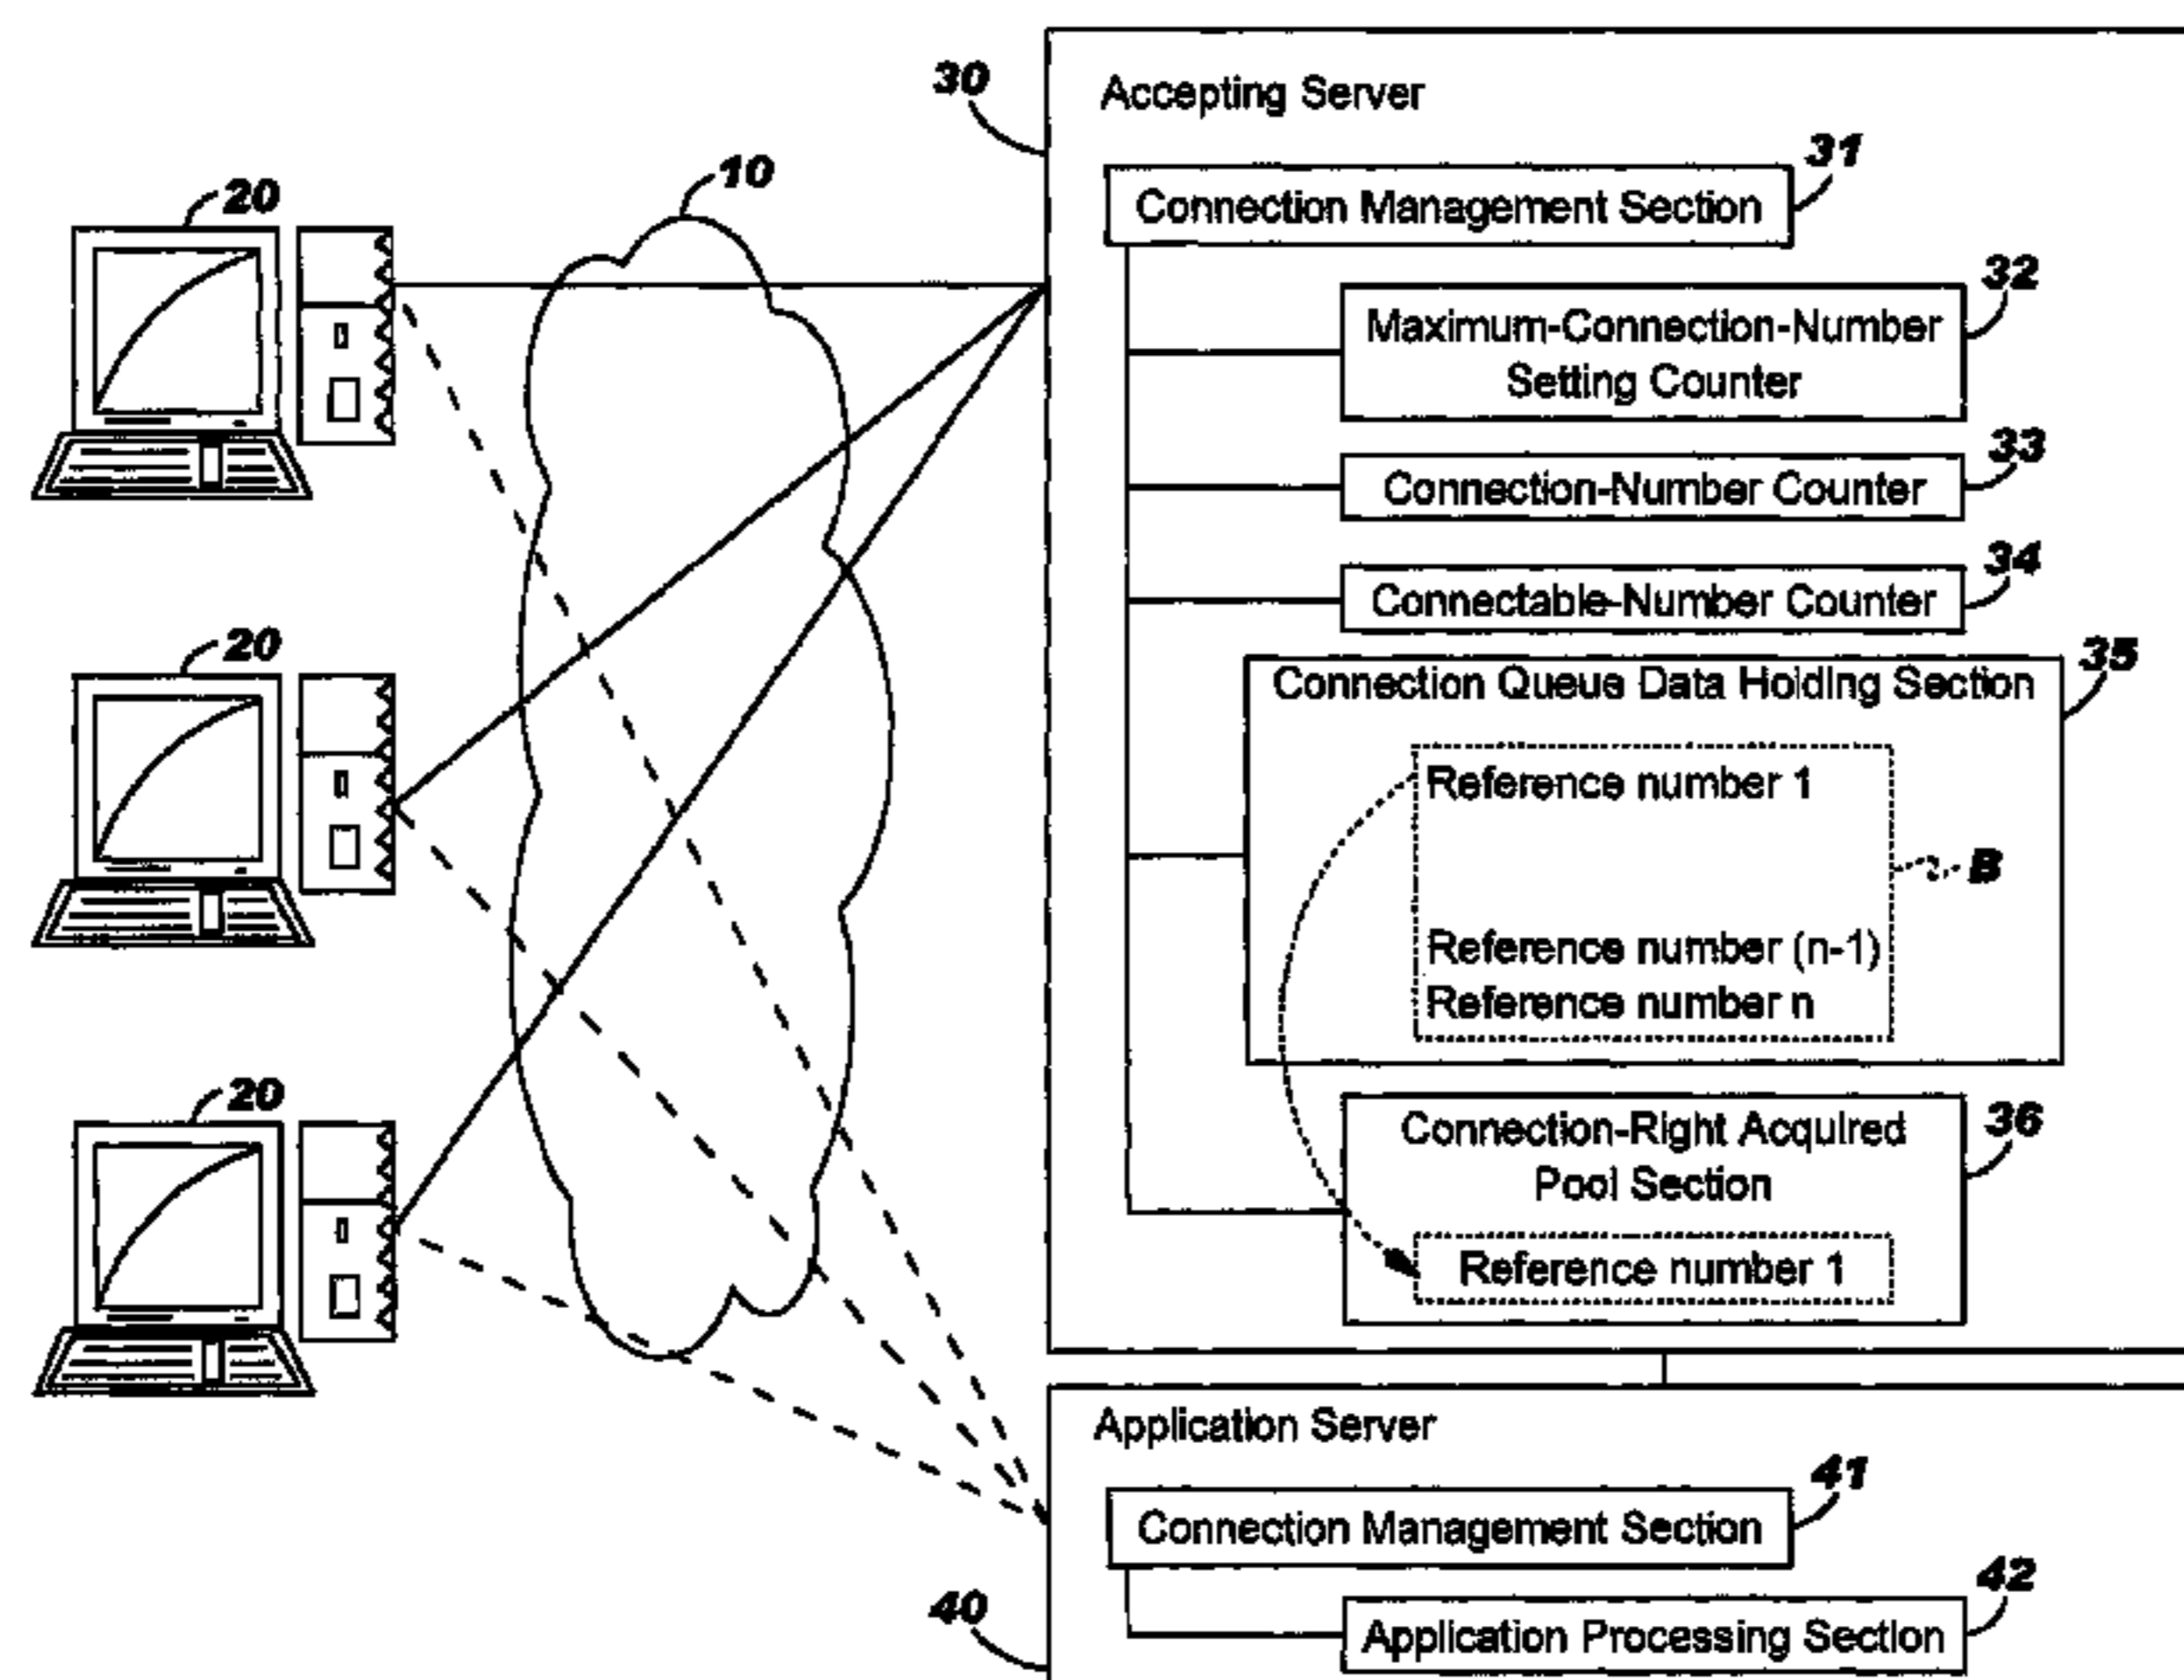 30
Accepting Server
31
Connection Management Section
10
20
32
Maximum-Connection-Number
Setting Counter
33
Connection-Number Counter
34
Connectable-Number Counter
20
35
Connection Queue Data Holding Section
Reference number 1
B
Reference number (n-1)
Reference number n
20
36
Connection-Right Acquired
Pool Section
Reference number 1
Application Server
41
Connection Management Section
40
42
Application Processing Section